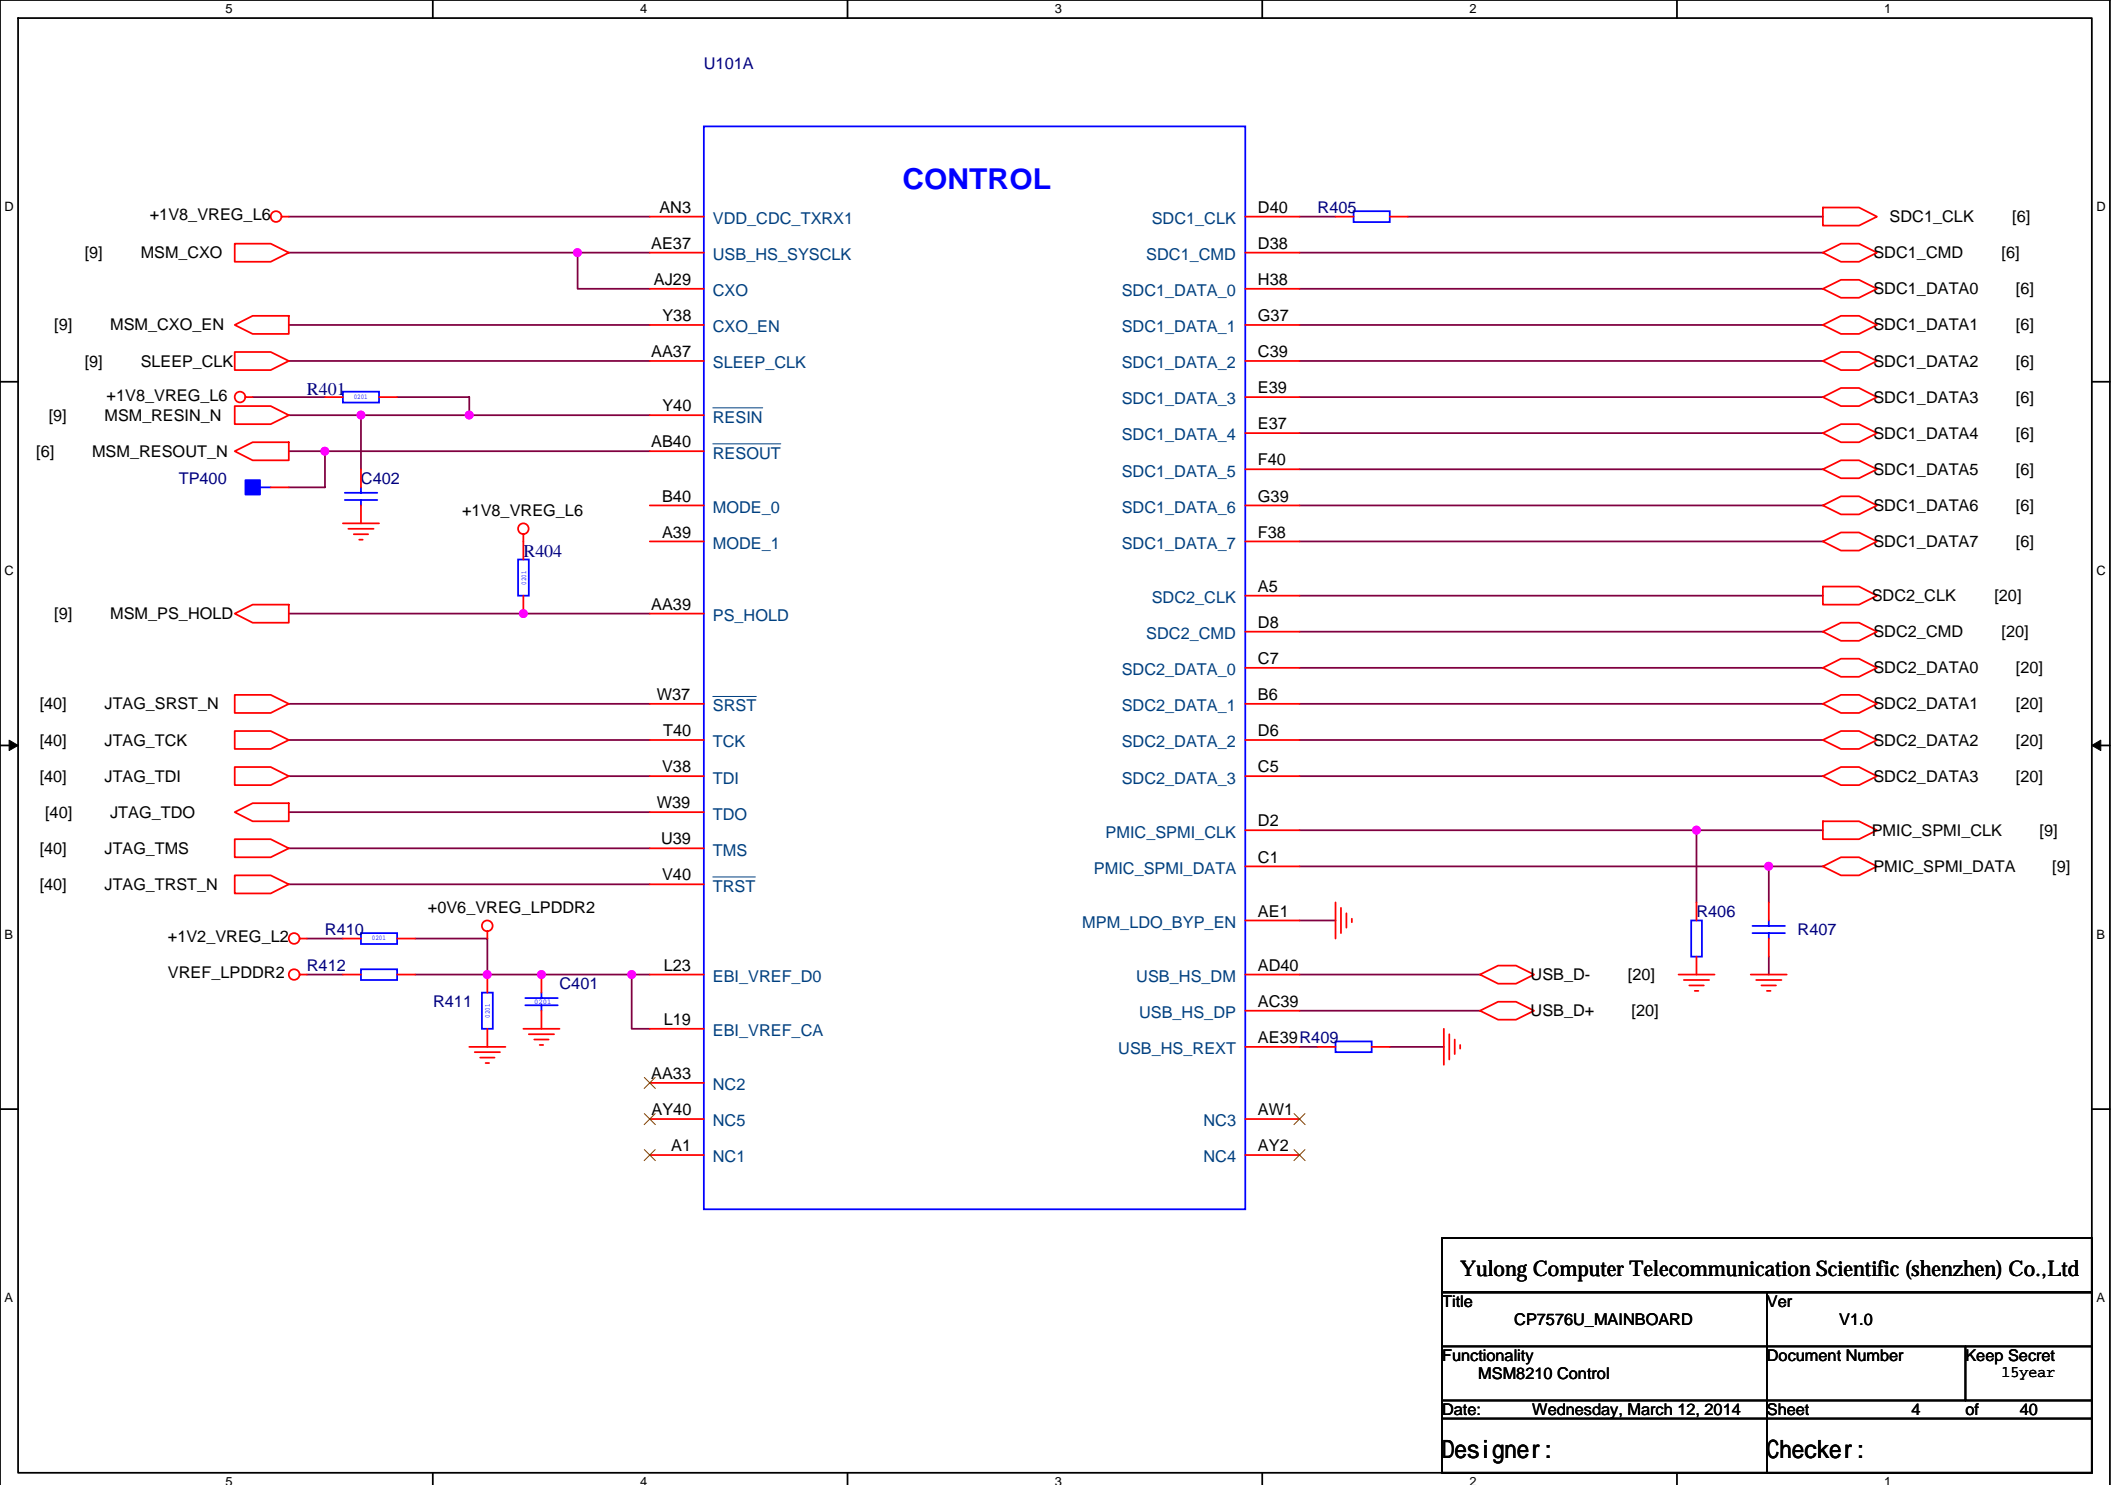 5 4 3 2 1
U101A
CONTROL
D D
+1V8_VREG_L6 AN3 VDD_CDC_TXRX1 SDC1_CLK D40 R405 SDC1_CLK [6]
[9] MSM_CXO AE37 USB_HS_SYSCLK SDC1_CMD D38 SDC1_CMD [6]
AJ29 CXO SDC1_DATA_0 H38 SDC1_DATA0 [6]
[9] MSM_CXO_EN Y38 CXO_EN SDC1_DATA_1 G37 SDC1_DATA1 [6]
[9] SLEEP_CLK AA37 SLEEP_CLK SDC1_DATA_2 C39 SDC1_DATA2 [6]
+1V8_VREG_L6 R401 0201 SDC1_DATA_3 E39 SDC1_DATA3 [6]
[9] MSM_RESIN_N Y40 RESIN SDC1_DATA_4 E37 SDC1_DATA4 [6]
[6] MSM_RESOUT_N AB40 RESOUT SDC1_DATA_5 F40 SDC1_DATA5 [6]
TP400 C402
B40 MODE_0 SDC1_DATA_6 G39 SDC1_DATA6 [6]
+1V8_VREG_L6
A39 MODE_1 SDC1_DATA_7 F38 SDC1_DATA7 [6]
R404
0201
C C
SDC2_CLK A5 SDC2_CLK [20]
[9] MSM_PS_HOLD AA39 PS_HOLD SDC2_CMD D8 SDC2_CMD [20]
SDC2_DATA_0 C7 SDC2_DATA0 [20]
[40] JTAG_SRST_N W37 SRST SDC2_DATA_1 B6 SDC2_DATA1 [20]
[40] JTAG_TCK T40 TCK SDC2_DATA_2 D6 SDC2_DATA2 [20]
[40] JTAG_TDI V38 TDI SDC2_DATA_3 C5 SDC2_DATA3 [20]
[40] JTAG_TDO W39 TDO PMIC_SPMI_CLK D2 PMIC_SPMI_CLK [9]
[40] JTAG_TMS U39 TMS PMIC_SPMI_DATA C1 PMIC_SPMI_DATA [9]
[40] JTAG_TRST_N V40 TRST
+0V6_VREG_LPDDR2 MPM_LDO_BYP_EN AE1 R406 R407
B B
+1V2_VREG_L2 R410 0201
VREF_LPDDR2 R412 L23 EBI_VREF_D0 USB_HS_DM AD40 USB_D- [20]
R411 0201 C401 0201
L19 EBI_VREF_CA USB_HS_DP AC39 USB_D+ [20]
USB_HS_REXT AE39 R409
AA33 NC2
AY40 NC5 NC3 AW1
A1 NC1 NC4 AY2
A A
Yulong Computer Telecommunication Scientific (shenzhen) Co.,Ltd
Title Ver
CP7576U_MAINBOARD V1.0
Functionality Document Number Keep Secret
MSM8210 Control 15year
Date: Wednesday, March 12, 2014 Sheet 4 of 40
Designer: Checker:
5 4 3 2 1